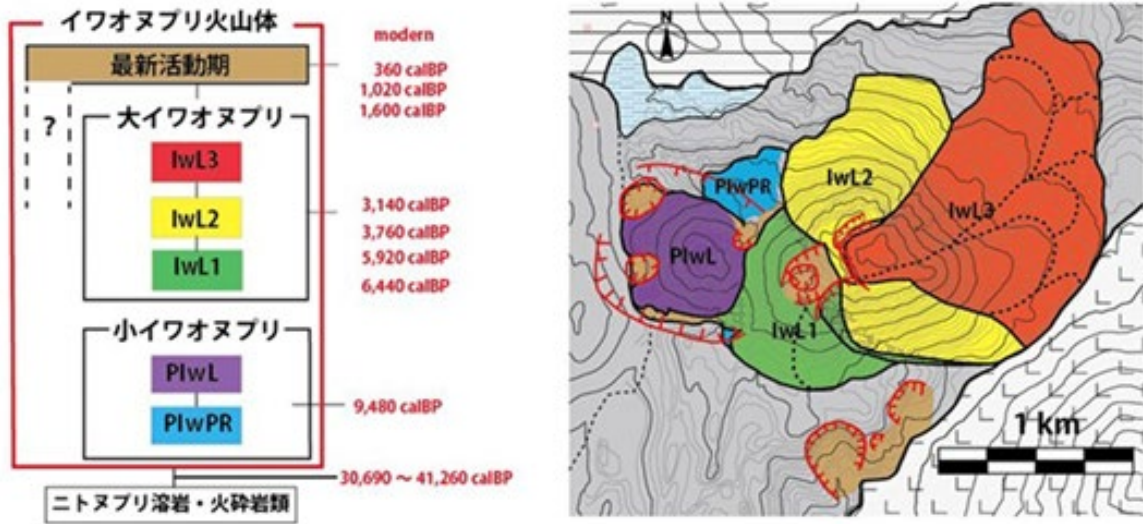 イワオヌプリ火山体
modern
最新活動期
360 calBP
1,020 calBP
1,600 calBP
?
大イワオヌプリ
IwL3
IwL2
IwL1
3,140 calBP
3,760 calBP
5,920 calBP
6,440 calBP
小イワオヌプリ
PIwL
PIwPR
9,480 calBP
30,690 ～ 41,260 calBP
ニトヌプリ溶岩・火砕岩類
N
PIwPR
IwL2
IwL3
PIwL
IwL1
1 km